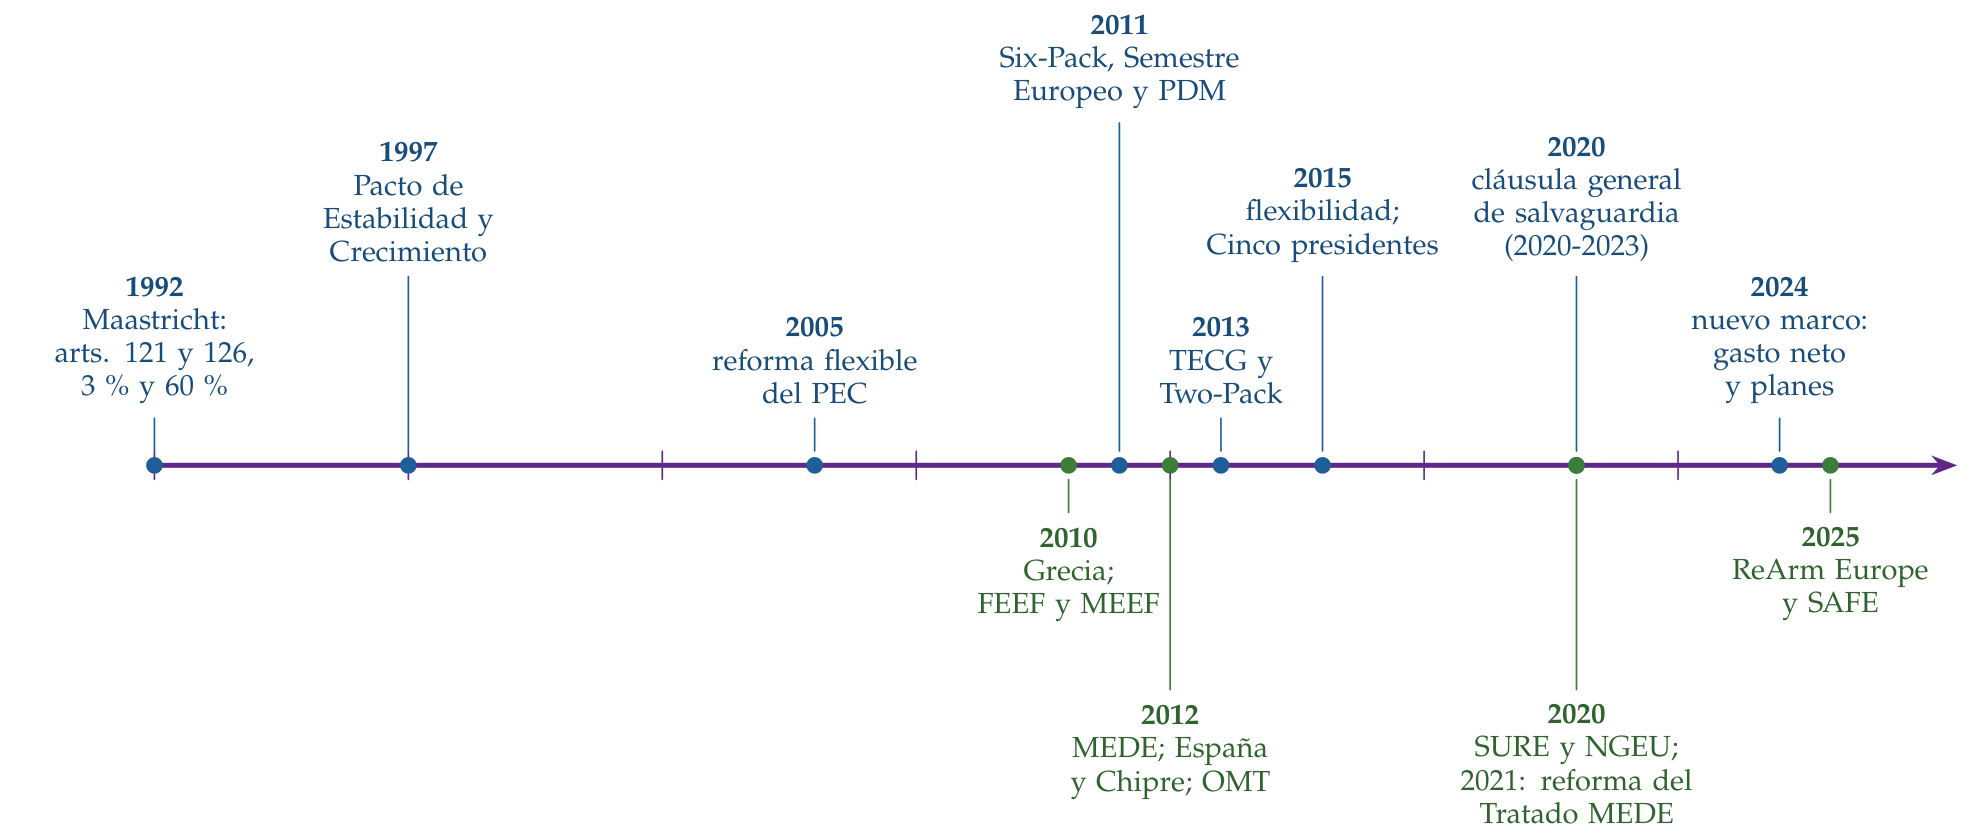 1992
Maastricht:
arts. 121 y 126,
3 % y 60 %
1997
Pacto de
Estabilidad y
Crecimiento
2005
reforma flexible
del PEC
2011
Six-Pack, Semestre
Europeo y PDM
2013
TECG y
Two-Pack
2015
flexibilidad;
Cinco presidentes
2020
cláusula general
de salvaguardia
(2020-2023)
2024
nuevo marco:
gasto neto
y planes
2010
Grecia;
FEEF y MEEF
2012
MEDE; España
y Chipre; OMT
2020
SURE y NGEU;
2021: reforma del
Tratado MEDE
2025
ReArm Europe
y SAFE